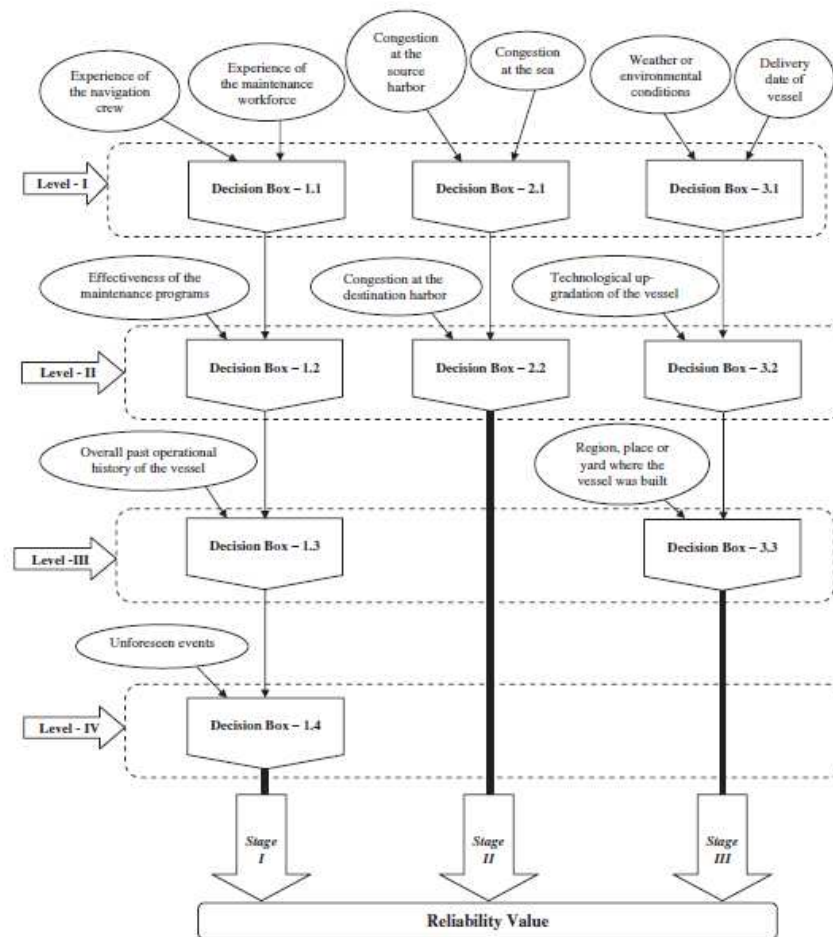 Experience of
the navigation
crew
Experience of
the maintenance
workforce
Congestion
at the
source
harbor
Congestion
at the sea
Weather or
environmental
conditions
Delivery
date of
vessel
Level - I
Decision Box – 1.1
Decision Box – 2.1
Decision Box – 3.1
Effectiveness of the
maintenance programs
Congestion at the
destination harbor
Technological up-
gradation of the vessel
Level - II
Decision Box – 1.2
Decision Box – 2.2
Decision Box – 3.2
Overall past operational
history of the vessel
Region, place or
yard where the
vessel was built
Level -III
Decision Box – 1.3
Decision Box – 3.3
Unforeseen events
Level - IV
Decision Box – 1.4
Stage
I
Stage
II
Stage
III
Reliability Value